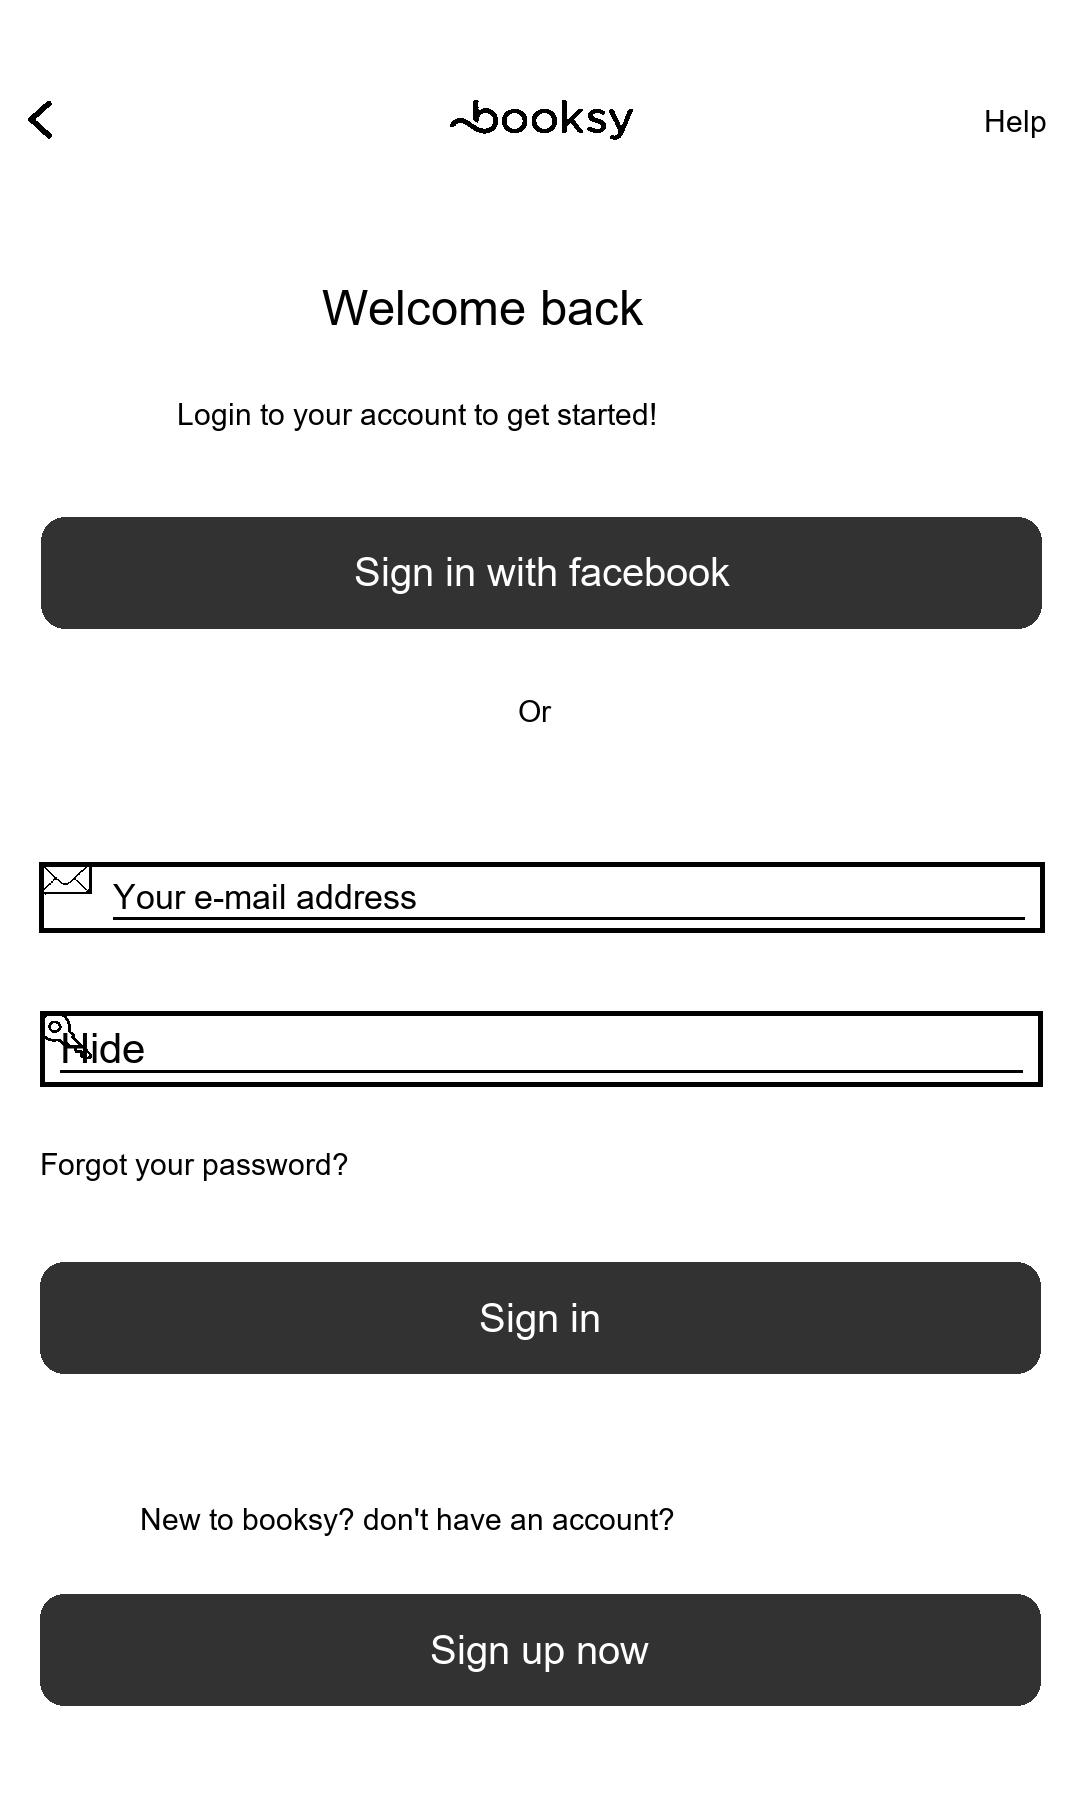 booksy
Help
Welcome back
Login to your account to get started!
Sign in with facebook
Or
Your e-mail address
Hide
Forgot your password?
Sign in
New to booksy? don't have an account?
Sign up now